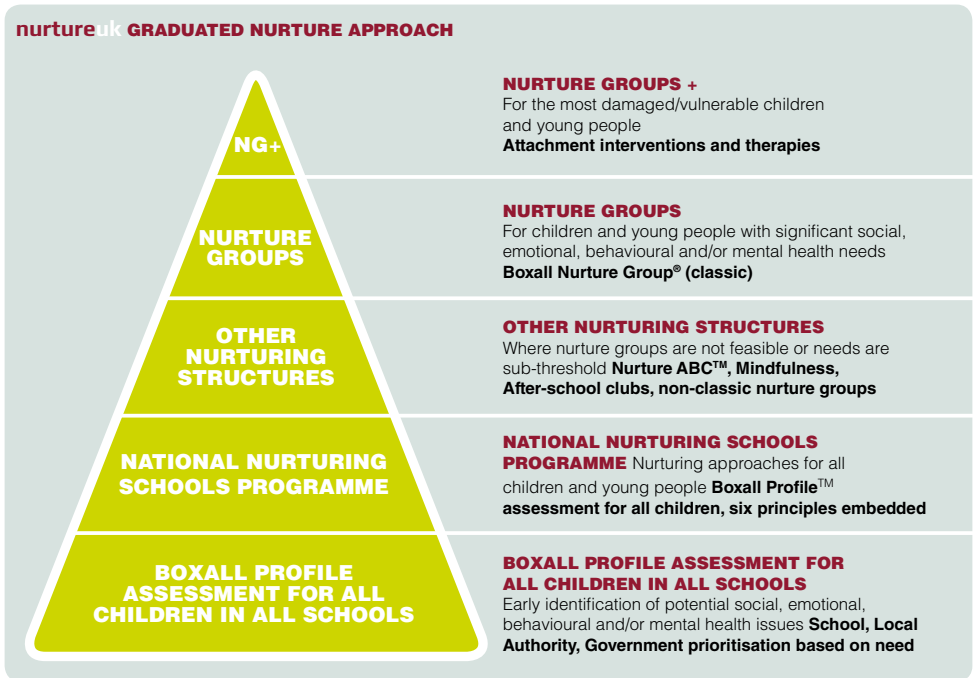 nurtureuk GRADUATED NURTURE APPROACH
NG+
NURTURE GROUPS +
For the most damaged/vulnerable children
and young people
Attachment interventions and therapies
NURTURE
GROUPS
NURTURE GROUPS
For children and young people with significant social,
emotional, behavioural and/or mental health needs
Boxall Nurture Group® (classic)
OTHER
NURTURING
STRUCTURES
OTHER NURTURING STRUCTURES
Where nurture groups are not feasible or needs are
sub-threshold Nurture ABC™, Mindfulness,
After-school clubs, non-classic nurture groups
NATIONAL NURTURING
SCHOOLS PROGRAMME
NATIONAL NURTURING SCHOOLS
PROGRAMME Nurturing approaches for all
children and young people Boxall Profile™
assessment for all children, six principles embedded
BOXALL PROFILE
ASSESSMENT FOR ALL
CHILDREN IN ALL SCHOOLS
BOXALL PROFILE ASSESSMENT FOR
ALL CHILDREN IN ALL SCHOOLS
Early identification of potential social, emotional,
behavioural and/or mental health issues School, Local
Authority, Government prioritisation based on need